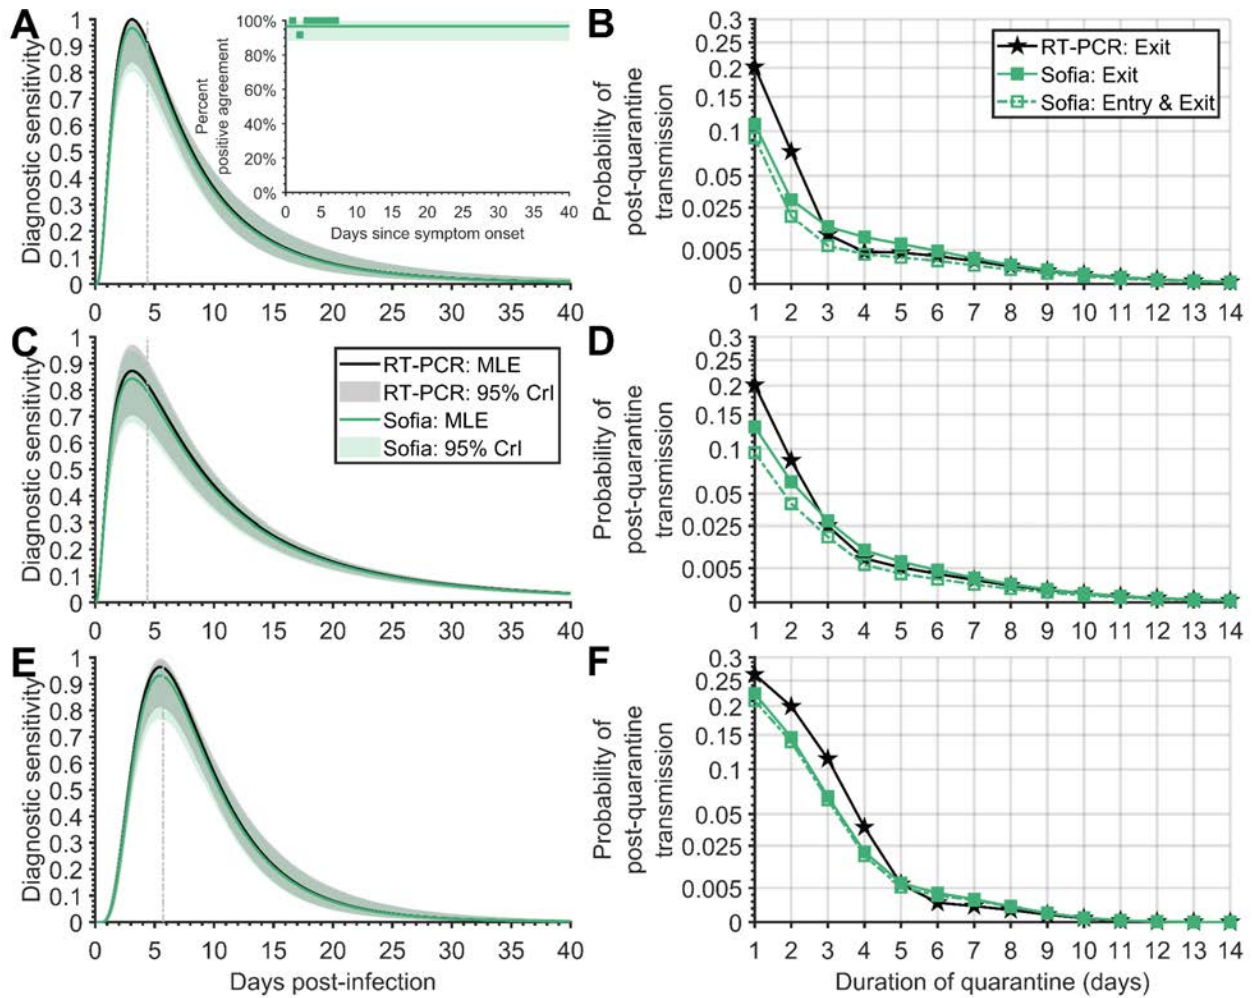 A
Diagnostic sensitivity
1
0.9
0.8
0.7
0.6
0.5
0.4
0.3
0.2
0.1
0
0 5 10 15 20 25 30 35 40
Percent
positive agreement
100%
80%
60%
40%
20%
0%
0 5 10 15 20 25 30 35 40
Days since symptom onset
B
Probability of
post-quarantine
transmission
0.3
0.25
0.2
0.15
0.1
0.05
0.025
0.005
0
RT-PCR: Exit
Sofia: Exit
Sofia: Entry & Exit
1 2 3 4 5 6 7 8 9 10 11 12 13 14
C
Diagnostic sensitivity
1
0.9
0.8
0.7
0.6
0.5
0.4
0.3
0.2
0.1
0
RT-PCR: MLE
RT-PCR: 95% CrI
Sofia: MLE
Sofia: 95% CrI
0 5 10 15 20 25 30 35 40
D
Probability of
post-quarantine
transmission
0.3
0.25
0.2
0.15
0.1
0.05
0.025
0.005
0
1 2 3 4 5 6 7 8 9 10 11 12 13 14
E
Diagnostic sensitivity
1
0.9
0.8
0.7
0.6
0.5
0.4
0.3
0.2
0.1
0
0 5 10 15 20 25 30 35 40
Days post-infection
F
Probability of
post-quarantine
transmission
0.3
0.25
0.2
0.15
0.1
0.05
0.025
0.005
0
1 2 3 4 5 6 7 8 9 10 11 12 13 14
Duration of quarantine (days)